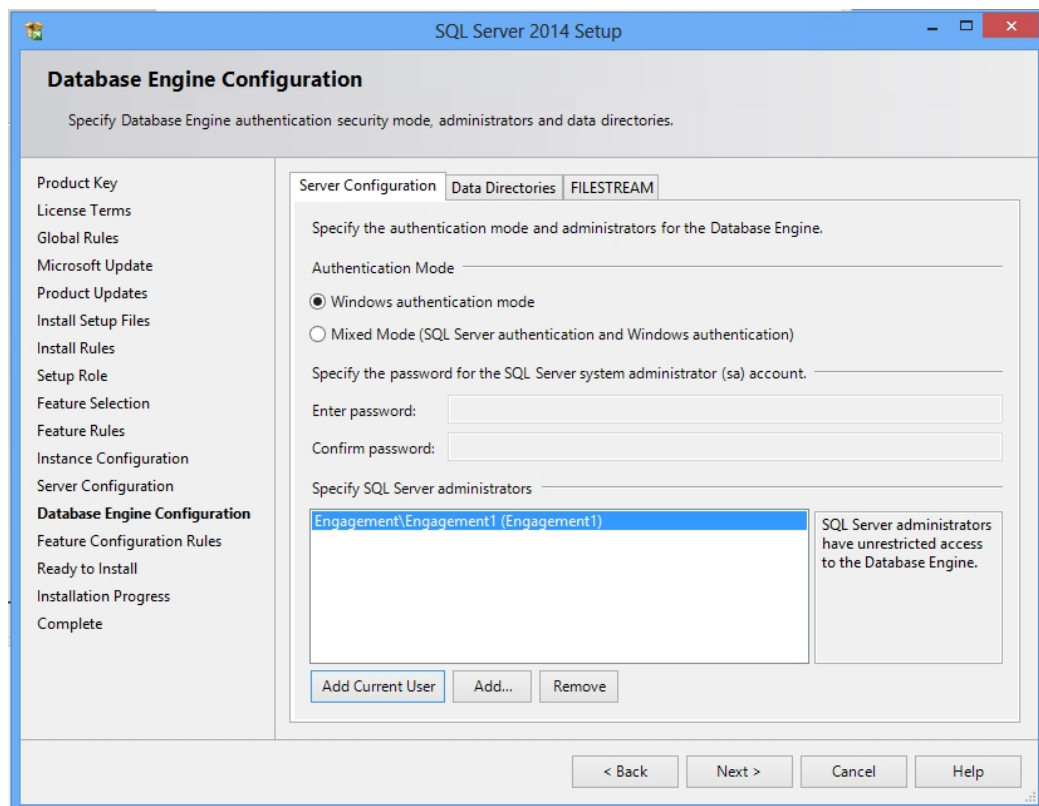 SQL Server 2014 Setup
Database Engine Configuration
Specify Database Engine authentication security mode, administrators and data directories.
Product Key
License Terms
Global Rules
Microsoft Update
Product Updates
Install Setup Files
Install Rules
Setup Role
Feature Selection
Feature Rules
Instance Configuration
Server Configuration
Database Engine Configuration
Feature Configuration Rules
Ready to Install
Installation Progress
Complete
Server Configuration
Data Directories
FILESTREAM
Specify the authentication mode and administrators for the Database Engine.
Authentication Mode
Windows authentication mode
Mixed Mode (SQL Server authentication and Windows authentication)
Specify the password for the SQL Server system administrator (sa) account.
Enter password:
Confirm password:
Specify SQL Server administrators
Engagement\Engagement1 (Engagement1)
SQL Server administrators
have unrestricted access
to the Database Engine.
Add Current User
Add...
Remove
< Back
Next >
Cancel
Help